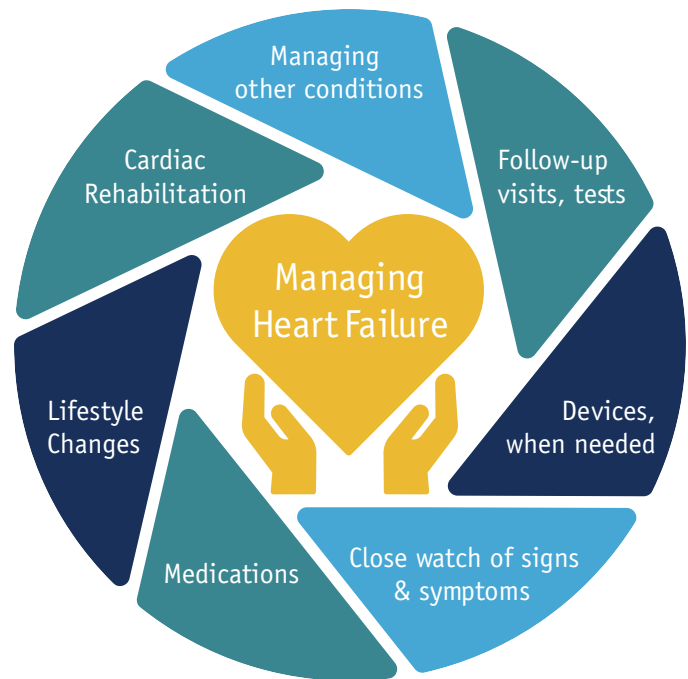 Managing
other conditions
Follow-up
visits, tests
Devices,
when needed
Close watch of signs
& symptoms
Medications
Lifestyle
Changes
Cardiac
Rehabilitation
Managing
Heart Failure